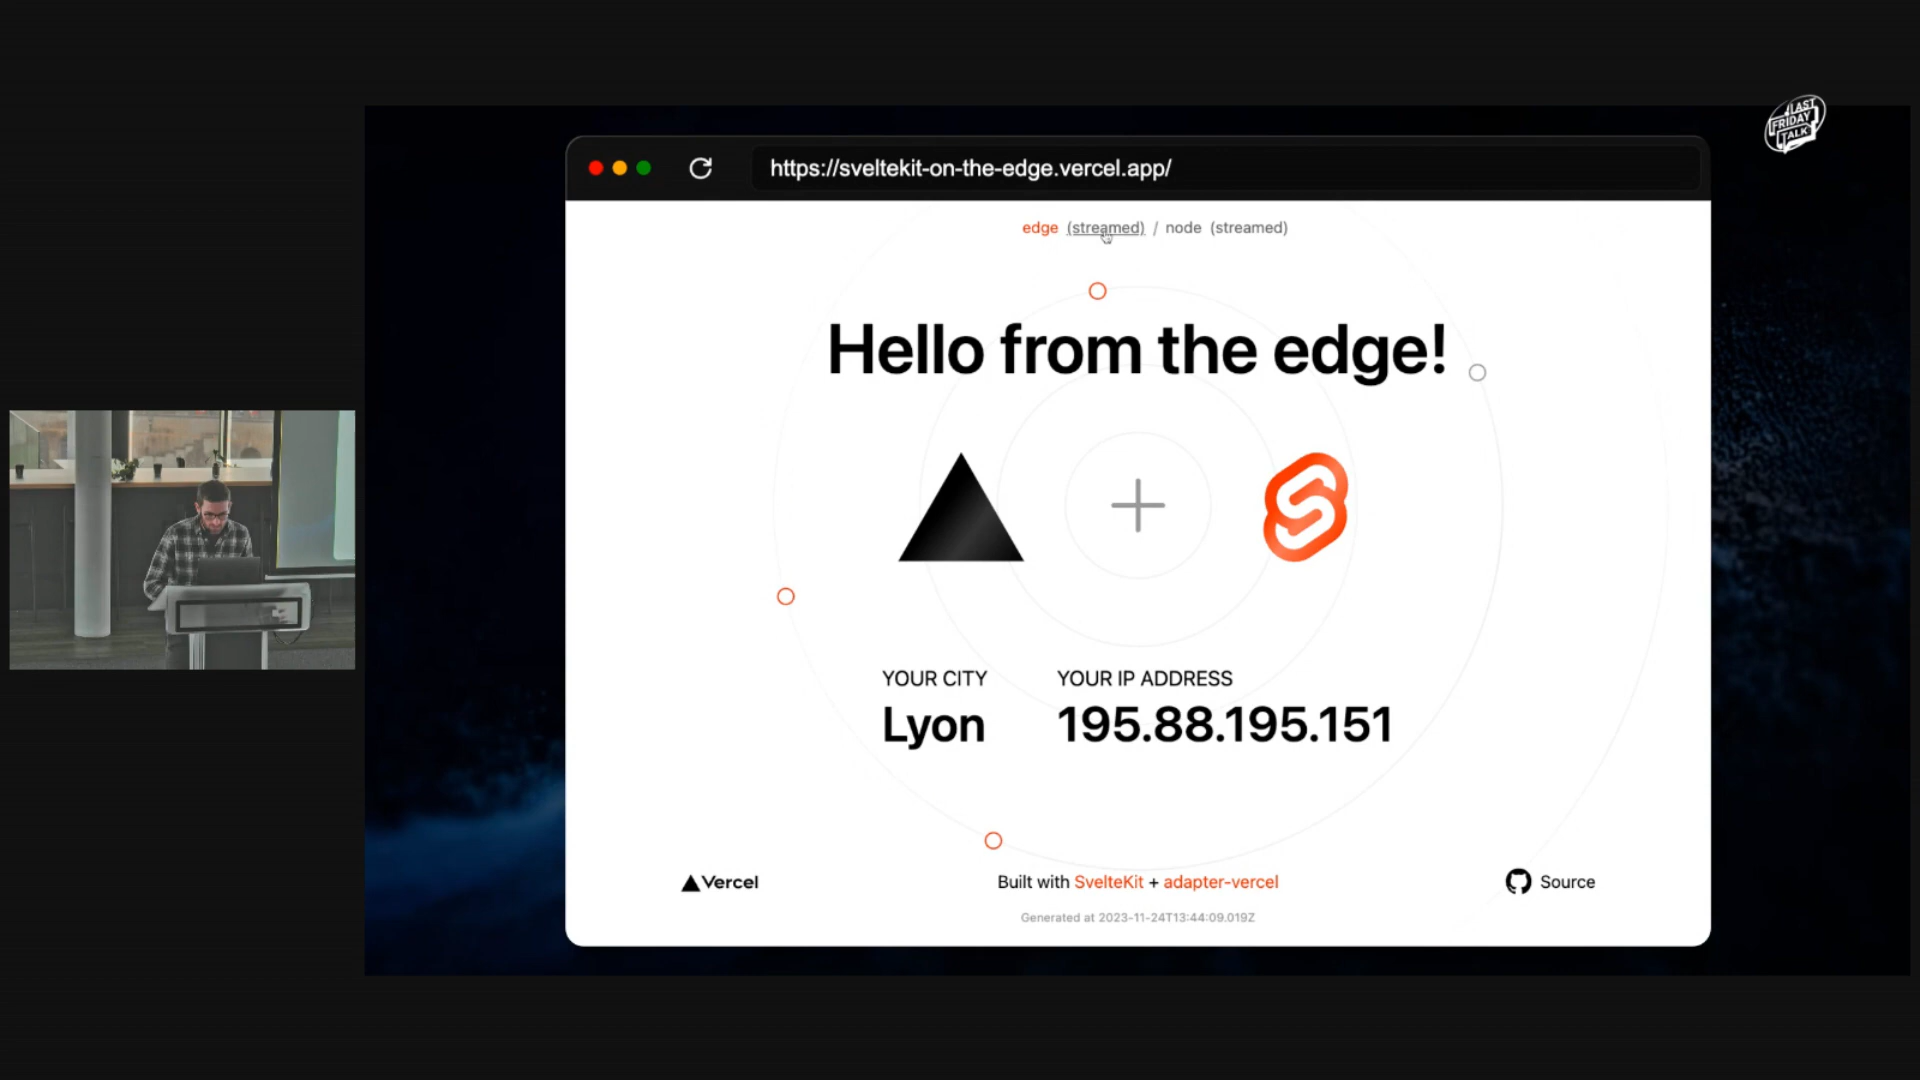 LAST
FRIDAY
TALK
https://sveltekit-on-the-edge.vercel.app/
edge (streamed) / node (streamed)
Hello from the edge!
YOUR CITY YOUR IP ADDRESS
Lyon 195.88.195.151
Vercel Built with SvelteKit + adapter-vercel Source
Generated at 2023-11-24T13:44:09.019Z